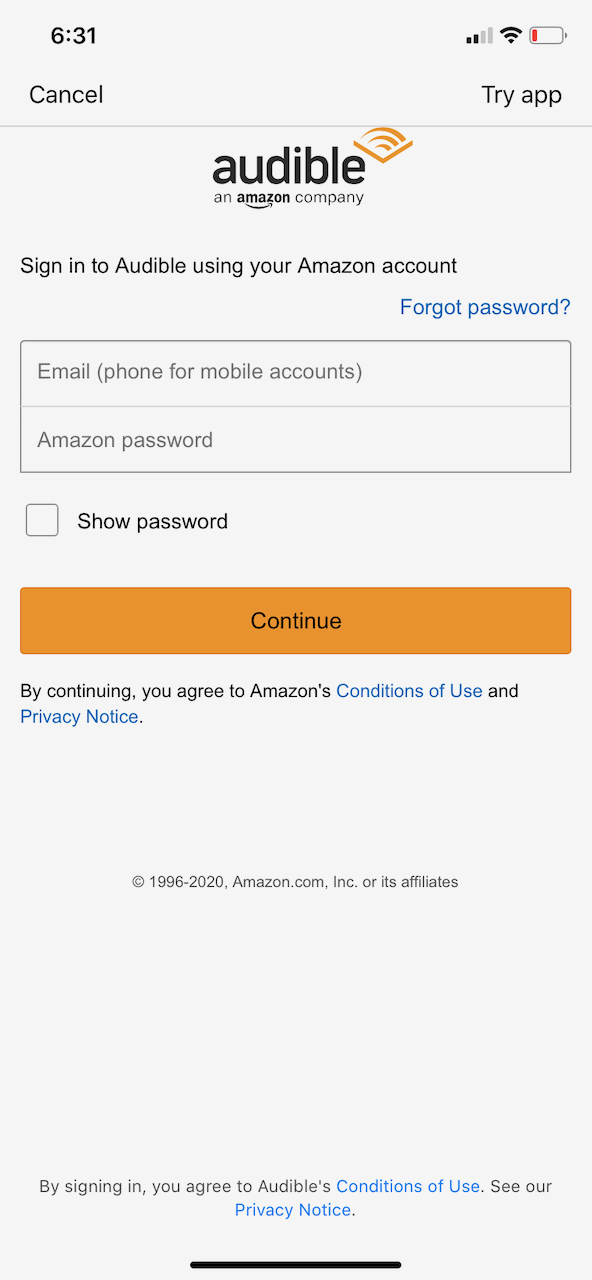 6:31
Cancel
Try app
audible
an amazon company
Sign in to Audible using your Amazon account
Forgot password?
Email (phone for mobile accounts)
Amazon password
Show password
Continue
By continuing, you agree to Amazon's Conditions of Use and
Privacy Notice.
© 1996-2020, Amazon.com, Inc. or its affiliates
By signing in, you agree to Audible's Conditions of Use. See our
Privacy Notice.